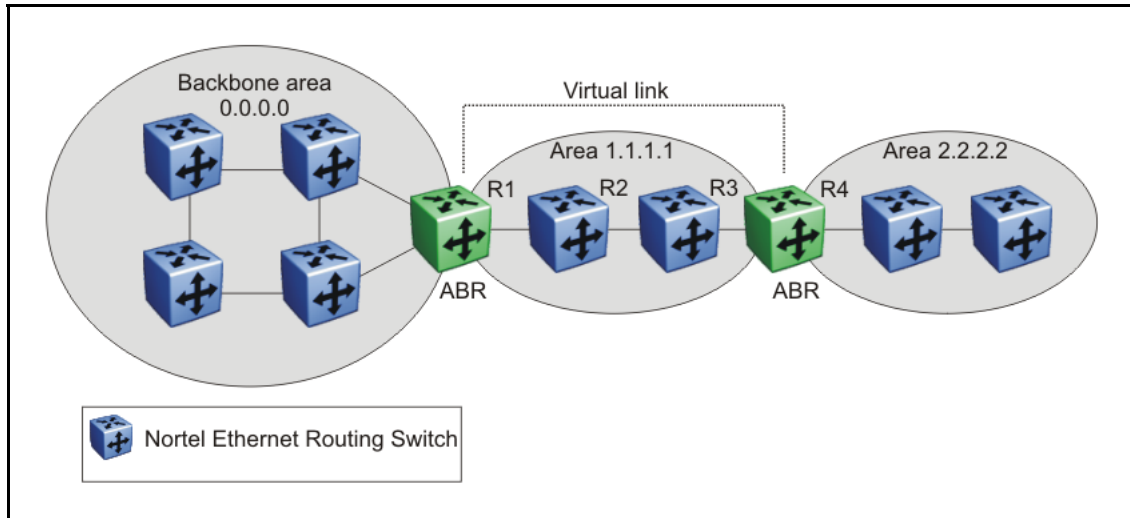 Backbone area
0.0.0.0
Virtual link
Area 1.1.1.1
Area 2.2.2.2
R1
R2
R3
R4
ABR
ABR
Nortel Ethernet Routing Switch